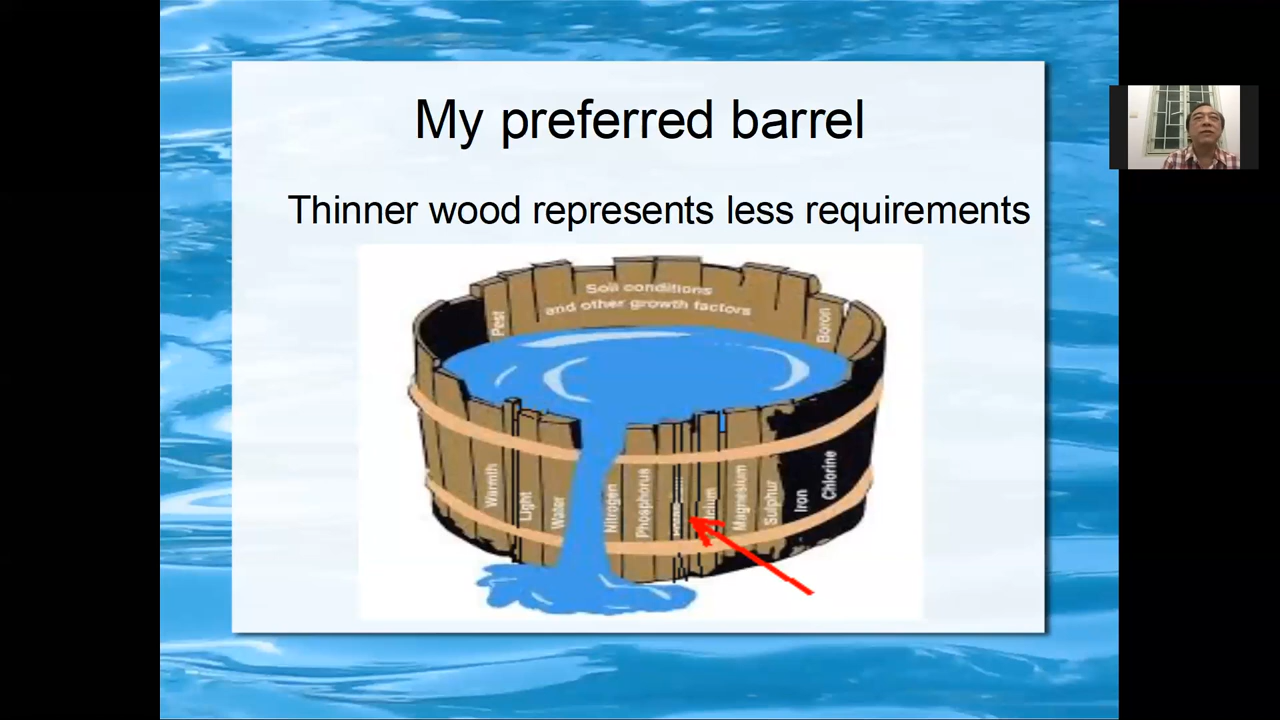 My preferred barrel
Thinner wood represents less requirements
Soil conditions
and other growth factors
Pest
Boron
Warmth
Light
Water
Nitrogen
Phosphorus
Magnesium
Sulphur
Iron
Chlorine